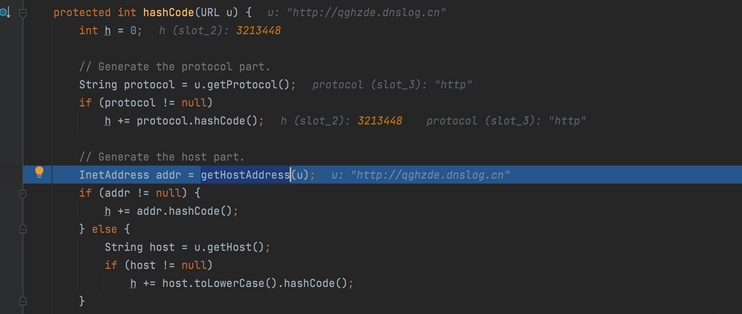 protected int hashCode(URL u) {   u: "http://qghzde.dnslog.cn"
    int h = 0;   h (slot_2): 3213448

    // Generate the protocol part.
    String protocol = u.getProtocol();   protocol (slot_3): "http"
    if (protocol != null)
        h += protocol.hashCode();   h (slot_2): 3213448    protocol (slot_3): "http"

    // Generate the host part.
    InetAddress addr = getHostAddress(u);   u: "http://qghzde.dnslog.cn"
    if (addr != null) {
        h += addr.hashCode();
    } else {
        String host = u.getHost();
        if (host != null)
            h += host.toLowerCase().hashCode();
    }